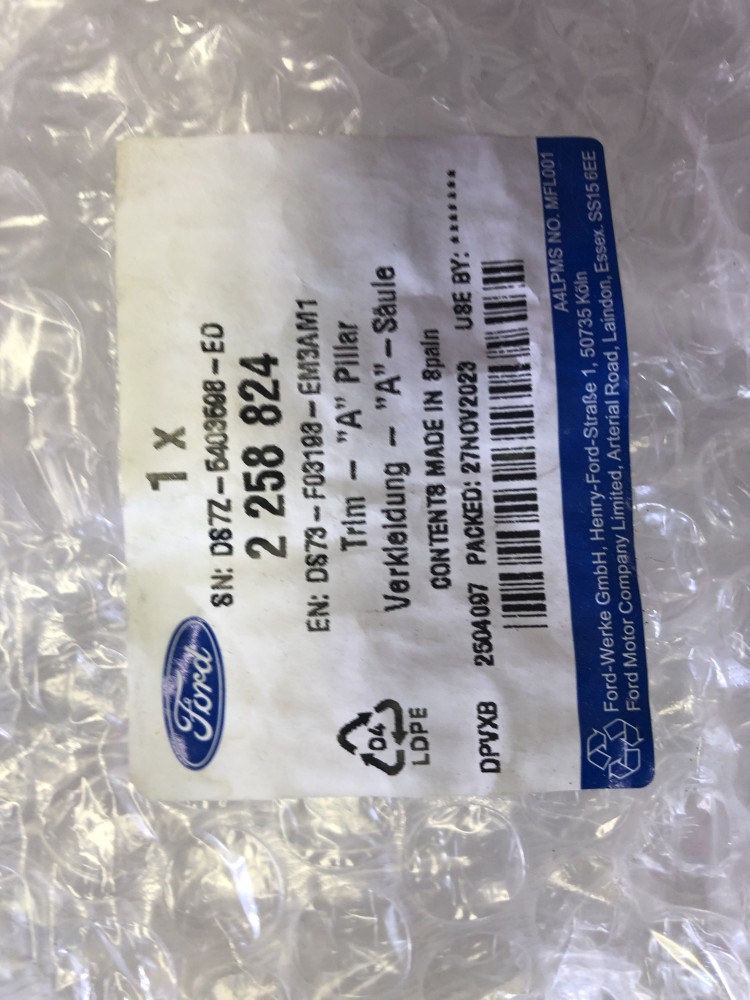 Ford
1 x
SN: DS7Z-5403598-ED
2 258 824
EN: DS73-F03198-EM3AM1
Trim - "A" Pillar
Verkleidung - "A" - Säule
CONTENTS MADE IN Spain
2504097 PACKED: 27NOV2023 USE BY: *******
04
LDPE
DPVXB
A4LPMS NO. MFL001
Ford-Werke GmbH, Henry-Ford-Straße 1, 50735 Köln
Ford Motor Company Limited, Arterial Road, Laindon, Essex. SS15 6EE